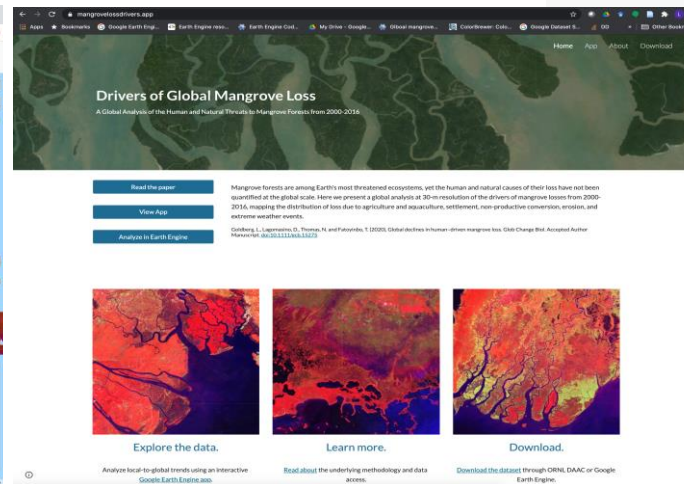 mangrovelossdrivers.app
Apps Bookmarks Google Earth Engi... Earth Engine reso... Earth Engine Cod... My Drive - Google... Glboal mangrove... ColorBrewer: Colo... Google Dataset S... OD » Other Bookm
Home App About Download
Drivers of Global Mangrove Loss
A Global Analysis of the Human and Natural Threats to Mangrove Forests from 2000-2016
Read the paper
View App
Analyze in Earth Engine
Mangrove forests are among Earth's most threatened ecosystems, yet the human and natural causes of their loss have not been
quantified at the global scale. Here we present a global analysis at 30-m resolution of the drivers of mangrove losses from 2000-
2016, mapping the distribution of loss due to agriculture and aquaculture, settlement, non-productive conversion, erosion, and
extreme weather events.
Goldberg, L., Lagomasino, D., Thomas, N. and Fatoyinbo, T. (2020), Global declines in human-driven mangrove loss. Glob Change Biol. Accepted Author
Manuscript. doi:10.1111/gcb.15275
Explore the data.
Learn more.
Download.
Analyze local-to-global trends using an interactive
Google Earth Engine app.
Read about the underlying methodology and data
access.
Download the dataset through ORNL DAAC or Google
Earth Engine.